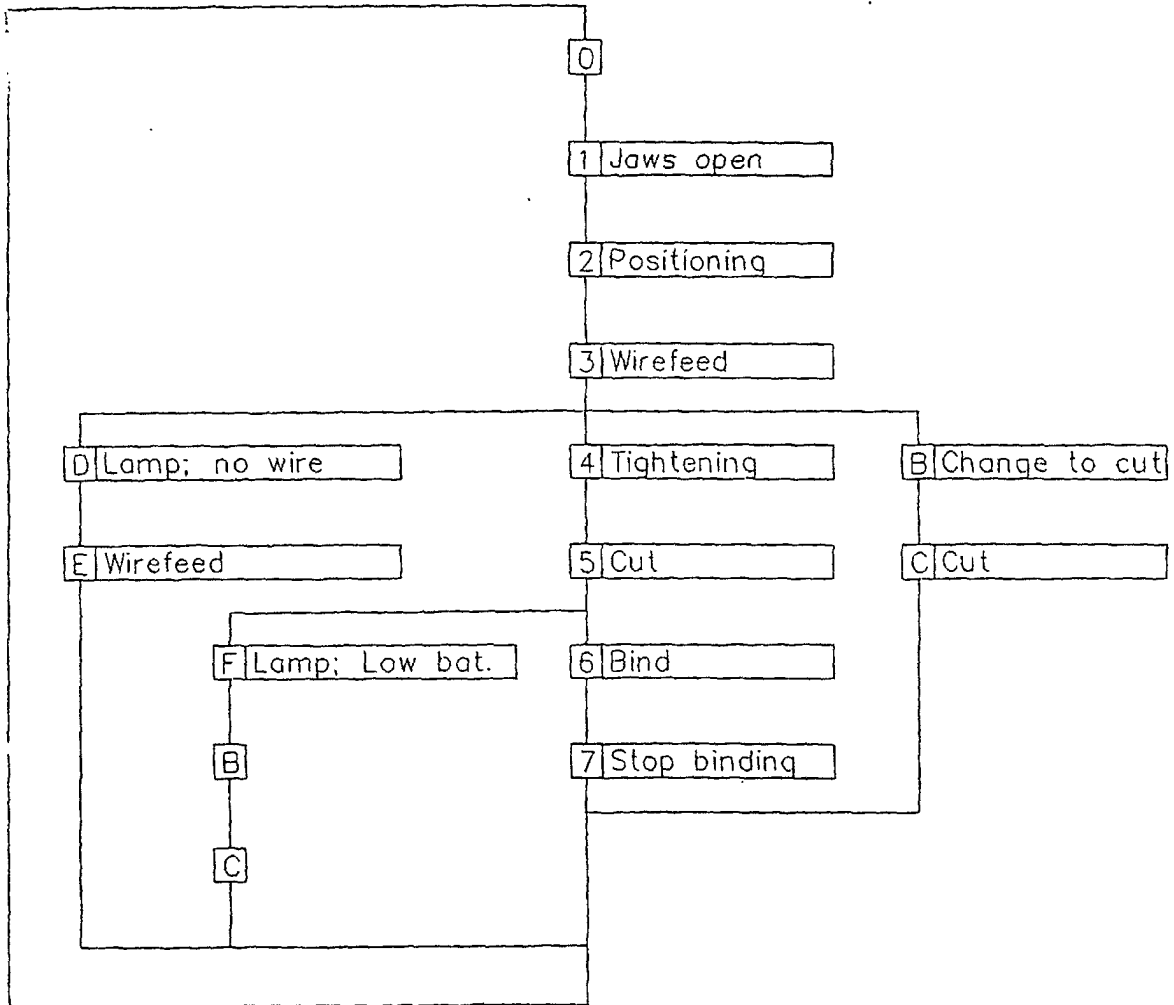 0
1 Jaws open
2 Positioning
3 Wirefeed
D Lamp; no wire
4 Tightening
B Change to cut
E Wirefeed
5 Cut
C Cut
F Lamp; Low bat.
6 Bind
B
7 Stop binding
C